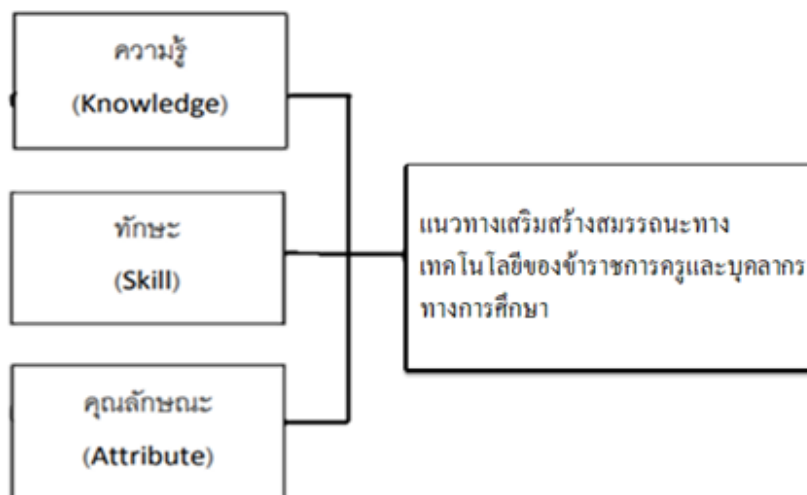 ความรู้
(Knowledge)
ทักษะ
(Skill)
คุณลักษณะ
(Attribute)
แนวทางเสริมสร้างสมรรถนะทาง
เทคโนโลยีของข้าราชการครูและบุคลากร
ทางการศึกษา